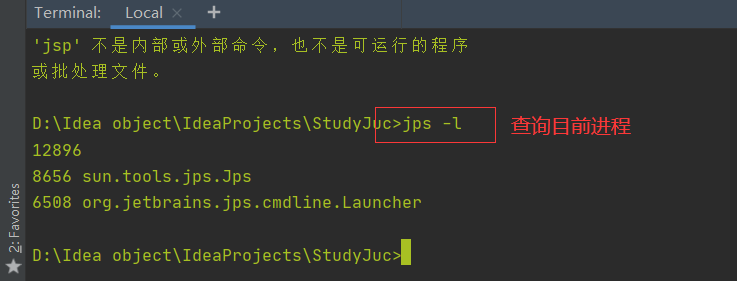 Terminal: Local × +
'jsp' 不是内部或外部命令，也不是可运行的程序
或批处理文件。
D:\Idea object\IdeaProjects\StudyJuc>jps -l
查询目前进程
12896
8656 sun.tools.jps.Jps
6508 org.jetbrains.jps.cmdline.Launcher
D:\Idea object\IdeaProjects\StudyJuc>
2: Favorites